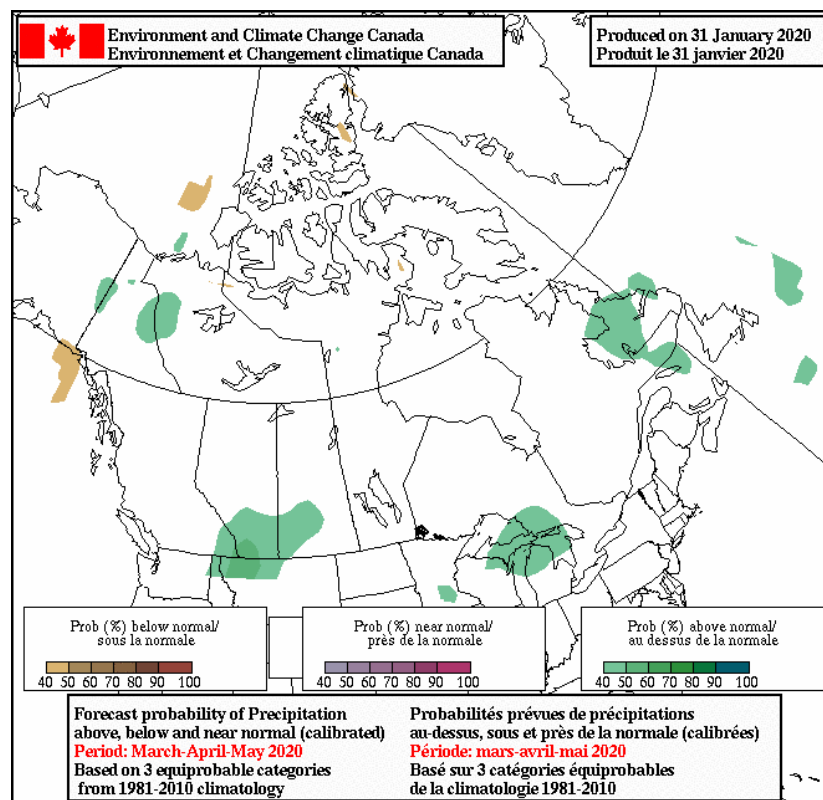 Environment and Climate Change Canada
Environnement et Changement climatique Canada
Produced on 31 January 2020
Produit le 31 janvier 2020
Prob (%) below normal/
sous la normale
40 50 60 70 80 90 100
Prob (%) near normal/
près de la normale
40 50 60 70 80 90 100
Prob (%) above normal/
au dessus de la normale
40 50 60 70 80 90 100
Forecast probability of Precipitation
above, below and near normal (calibrated)
Period: March-April-May 2020
Based on 3 equiprobable categories
from 1981-2010 climatology
Probabilités prévues de précipitations
au-dessus, sous et près de la normale (calibrées)
Période: mars-avril-mai 2020
Basé sur 3 catégories équiprobables
de la climatologie 1981-2010